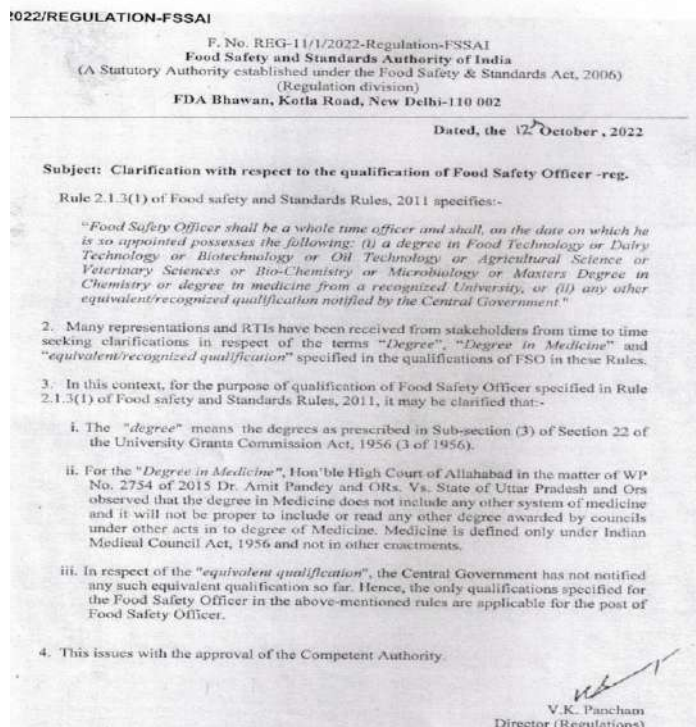 2022/REGULATION-FSSAI
F. No. REG-11/1/2022-Regulation-FSSAI
Food Safety and Standards Authority of India
(A Statutory Authority established under the Food Safety & Standards Act, 2006)
(Regulation division)
FDA Bhawan, Kotla Road, New Delhi-110 002
Dated, the 12th October, 2022
Subject: Clarification with respect to the qualification of Food Safety Officer -reg.
Rule 2.1.3(1) of Food safety and Standards Rules, 2011 specifies:-
"Food Safety Officer shall be a whole time officer and shall, on the date on which he
is so appointed possesses the following: (i) a degree in Food Technology or Dairy
Technology or Biotechnology or Oil Technology or Agricultural Science or
Veterinary Sciences or Bio-Chemistry or Microbiology or Masters Degree in
Chemistry or degree in medicine from a recognized University, or (ii) any other
equivalent/recognized qualification notified by the Central Government."
2. Many representations and RTIs have been received from stakeholders from time to time
seeking clarifications in respect of the terms "Degree", "Degree in Medicine" and
"equivalent/recognized qualification" specified in the qualifications of FSO in these Rules.
3. In this context, for the purpose of qualification of Food Safety Officer specified in Rule
2.1.3(1) of Food safety and Standards Rules, 2011, it may be clarified that:-
i. The "degree" means the degrees as prescribed in Sub-section (3) of Section 22 of
the University Grants Commission Act, 1956 (3 of 1956).
ii. For the "Degree in Medicine", Hon'ble High Court of Allahabad in the matter of WP
No. 2754 of 2015 Dr. Amit Pandey and ORs. Vs. State of Uttar Pradesh and Ors
observed that the degree in Medicine does not include any other system of medicine
and it will not be proper to include or read any other degree awarded by councils
under other acts in to degree of Medicine. Medicine is defined only under Indian
Medical Council Act, 1956 and not in other enactments.
iii. In respect of the "equivalent qualification", the Central Government has not notified
any such equivalent qualification so far. Hence, the only qualifications specified for
the Food Safety Officer in the above-mentioned rules are applicable for the post of
Food Safety Officer.
4. This issues with the approval of the Competent Authority.
V.K. Pancham
Director (Regulations)